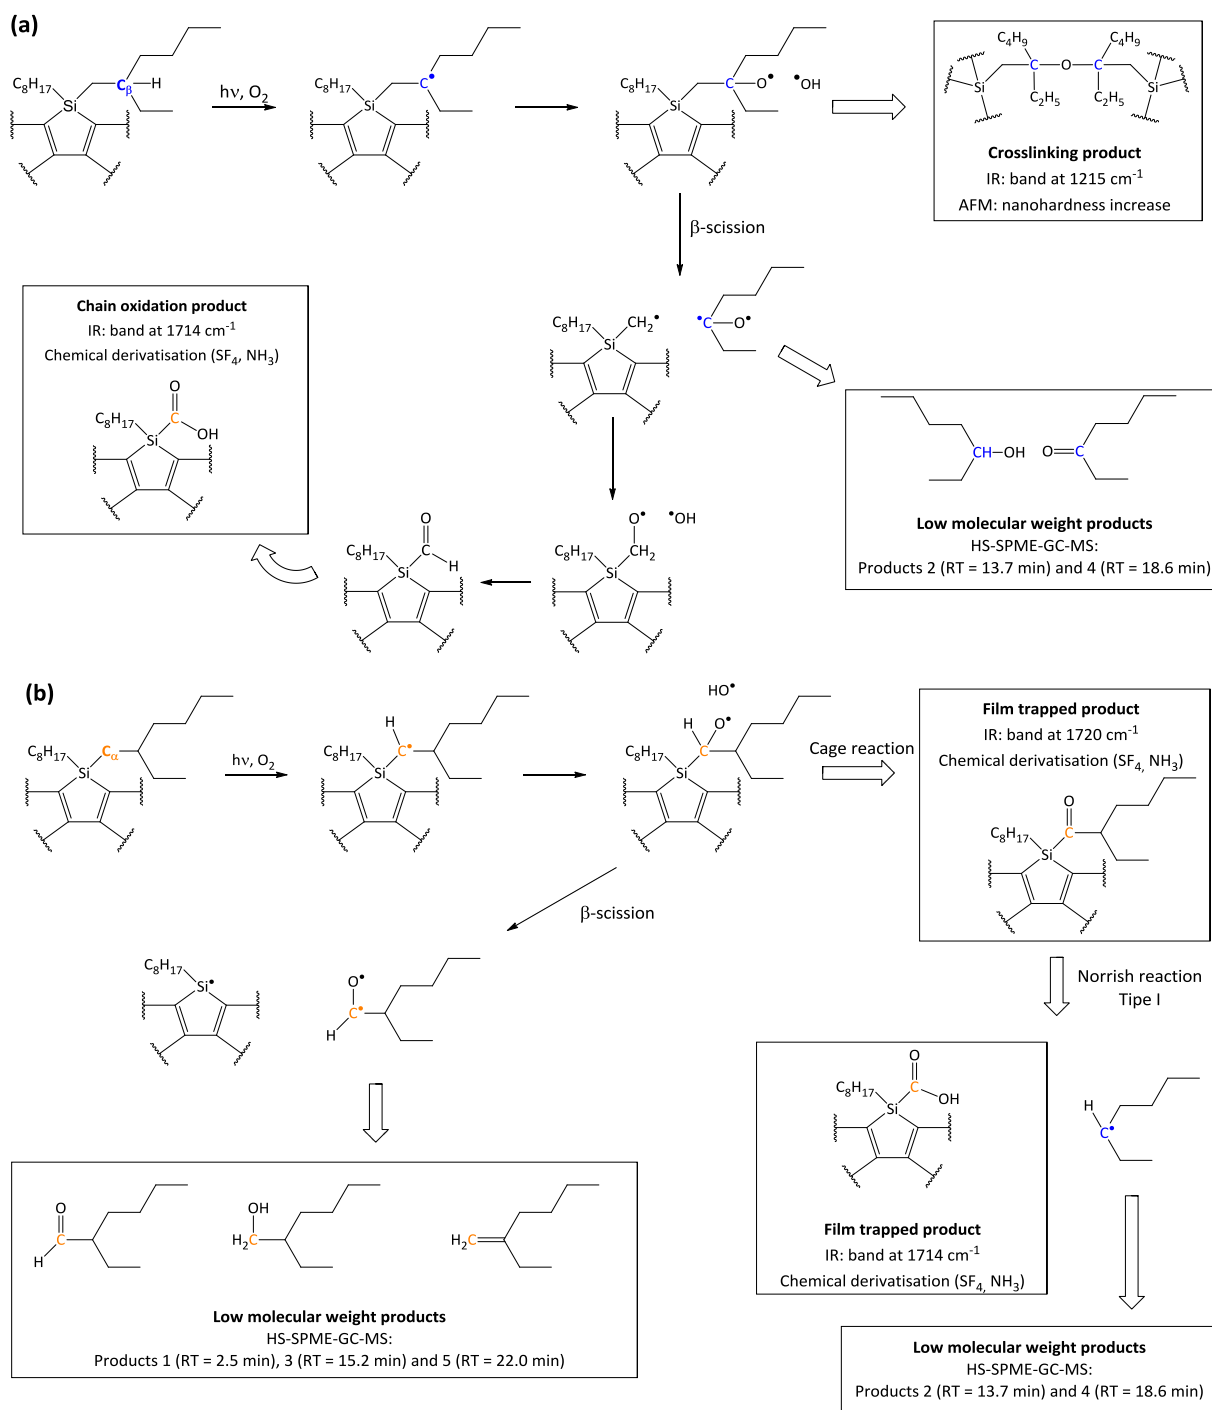 (a)
C8H17
Si
Cβ
H
hν, O2
C8H17
Si
C•
C8H17
Si
C
O•
•OH
C4H9
C4H9
Si
C
O
C
Si
C2H5
C2H5
Crosslinking product
IR: band at 1215 cm-1
AFM: nanohardness increase
β-scission
Chain oxidation product
IR: band at 1714 cm-1
Chemical derivatisation (SF4, NH3)
O
C8H17
C
OH
Si
C8H17
CH2•
Si
•C
O•
CH
OH
O
C
Low molecular weight products
HS-SPME-GC-MS:
Products 2 (RT = 13.7 min) and 4 (RT = 18.6 min)
O•
•OH
C8H17
CH2
Si
O
C8H17
C
H
Si
(b)
C8H17
Cα
Si
hν, O2
H
C8H17
C•
Si
HO•
H
O•
C8H17
C
Si
Cage reaction
Film trapped product
IR: band at 1720 cm-1
Chemical derivatisation (SF4, NH3)
O
C8H17
C
Si
β-scission
C8H17
Si•
O•
C•
H
Norrish reaction
Tipe I
O
C8H17
C
OH
Si
Film trapped product
IR: band at 1714 cm-1
Chemical derivatisation (SF4, NH3)
H
C•
O
C
H
OH
H2C
H2C
Low molecular weight products
HS-SPME-GC-MS:
Products 1 (RT = 2.5 min), 3 (RT = 15.2 min) and 5 (RT = 22.0 min)
Low molecular weight products
HS-SPME-GC-MS:
Products 2 (RT = 13.7 min) and 4 (RT = 18.6 min)